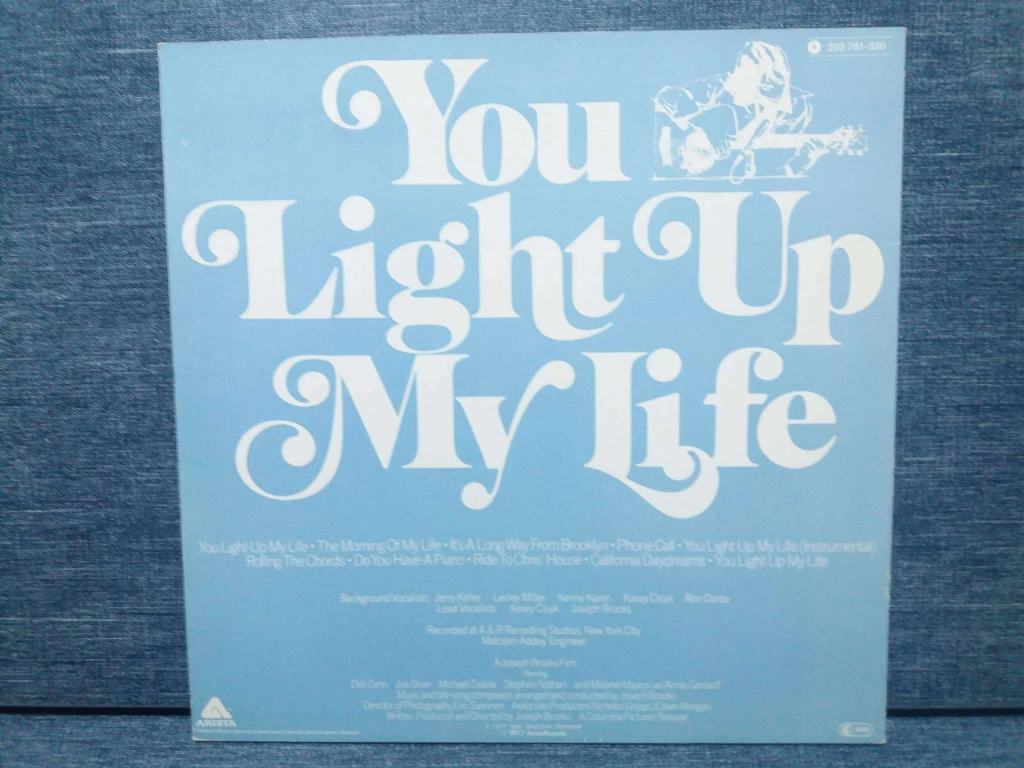 203 761-320
You
Light Up
My Life
You Light Up My Life • The Morning Of My Life • It's A Long Way From Brooklyn • Phone Call • You Light Up My Life (Instrumental)
Rolling The Chords • Do You Have A Piano • Ride To Chris' House • California Daydreams • You Light Up My Life
Background Vocalists: Jerry Keller Lesley Miller Kenny Karen Kasey Cisyk Ron Dante
Lead Vocalists: Kasey Cisyk Joseph Brooks
Recorded at A & R Recording Studios, New York City
Malcolm Addey, Engineer
A Joseph Brooks Film
starring
Didi Conn Joe Silver Michael Zaslow Stephen Nathan and Melanie Mayron as "Annie Gerrard"
Music and title song composed arranged and conducted by Joseph Brooks
Director of Photography Eric Saarinen Associate Producers Nicholas Grippo, Edwin Morgan
Written, Produced and Directed by Joseph Brooks A Columbia Pictures Release
ARISTA